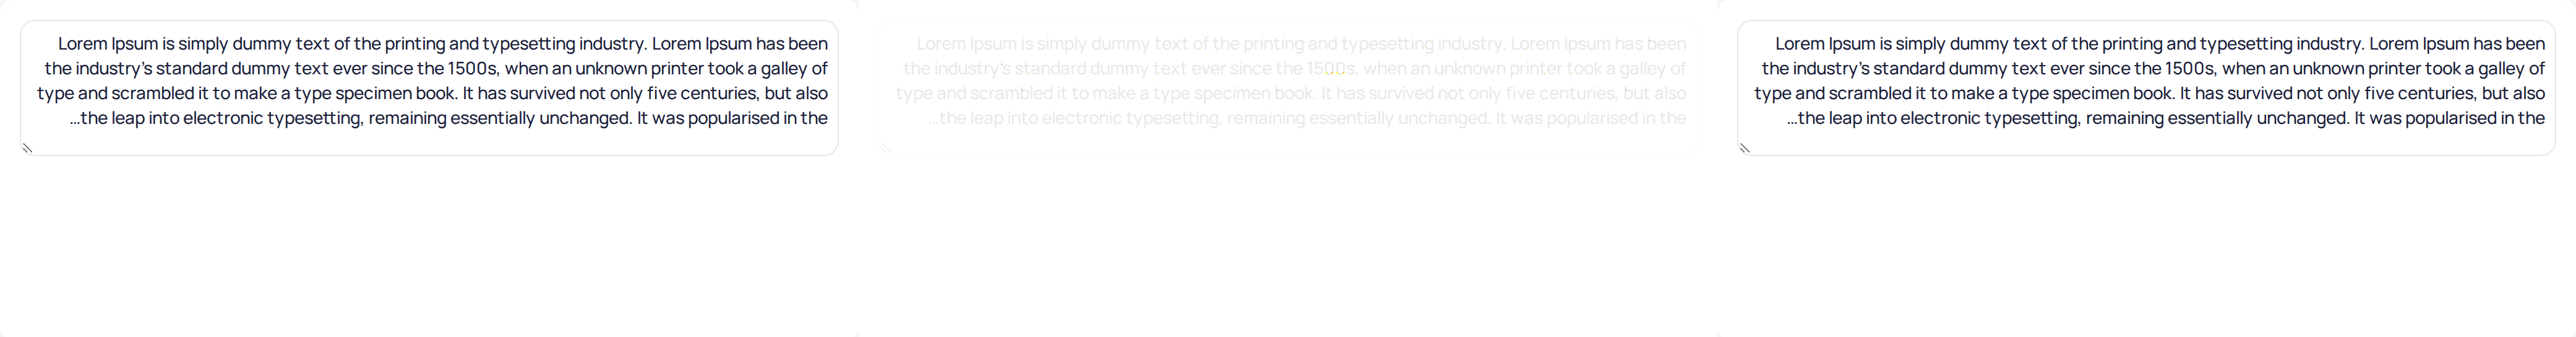 Lorem Ipsum is simply dummy text of the printing and typesetting industry. Lorem Ipsum has been
the industry's standard dummy text ever since the 1500s, when an unknown printer took a galley of
type and scrambled it to make a type specimen book. It has survived not only five centuries, but also
...the leap into electronic typesetting, remaining essentially unchanged. It was popularised in the
Lorem Ipsum is simply dummy text of the printing and typesetting industry. Lorem Ipsum has been
the industry's standard dummy text ever since the 1500s, when an unknown printer took a galley of
type and scrambled it to make a type specimen book. It has survived not only five centuries, but also
...the leap into electronic typesetting, remaining essentially unchanged. It was popularised in the
Lorem Ipsum is simply dummy text of the printing and typesetting industry. Lorem Ipsum has been
the industry's standard dummy text ever since the 1500s, when an unknown printer took a galley of
type and scrambled it to make a type specimen book. It has survived not only five centuries, but also
...the leap into electronic typesetting, remaining essentially unchanged. It was popularised in the